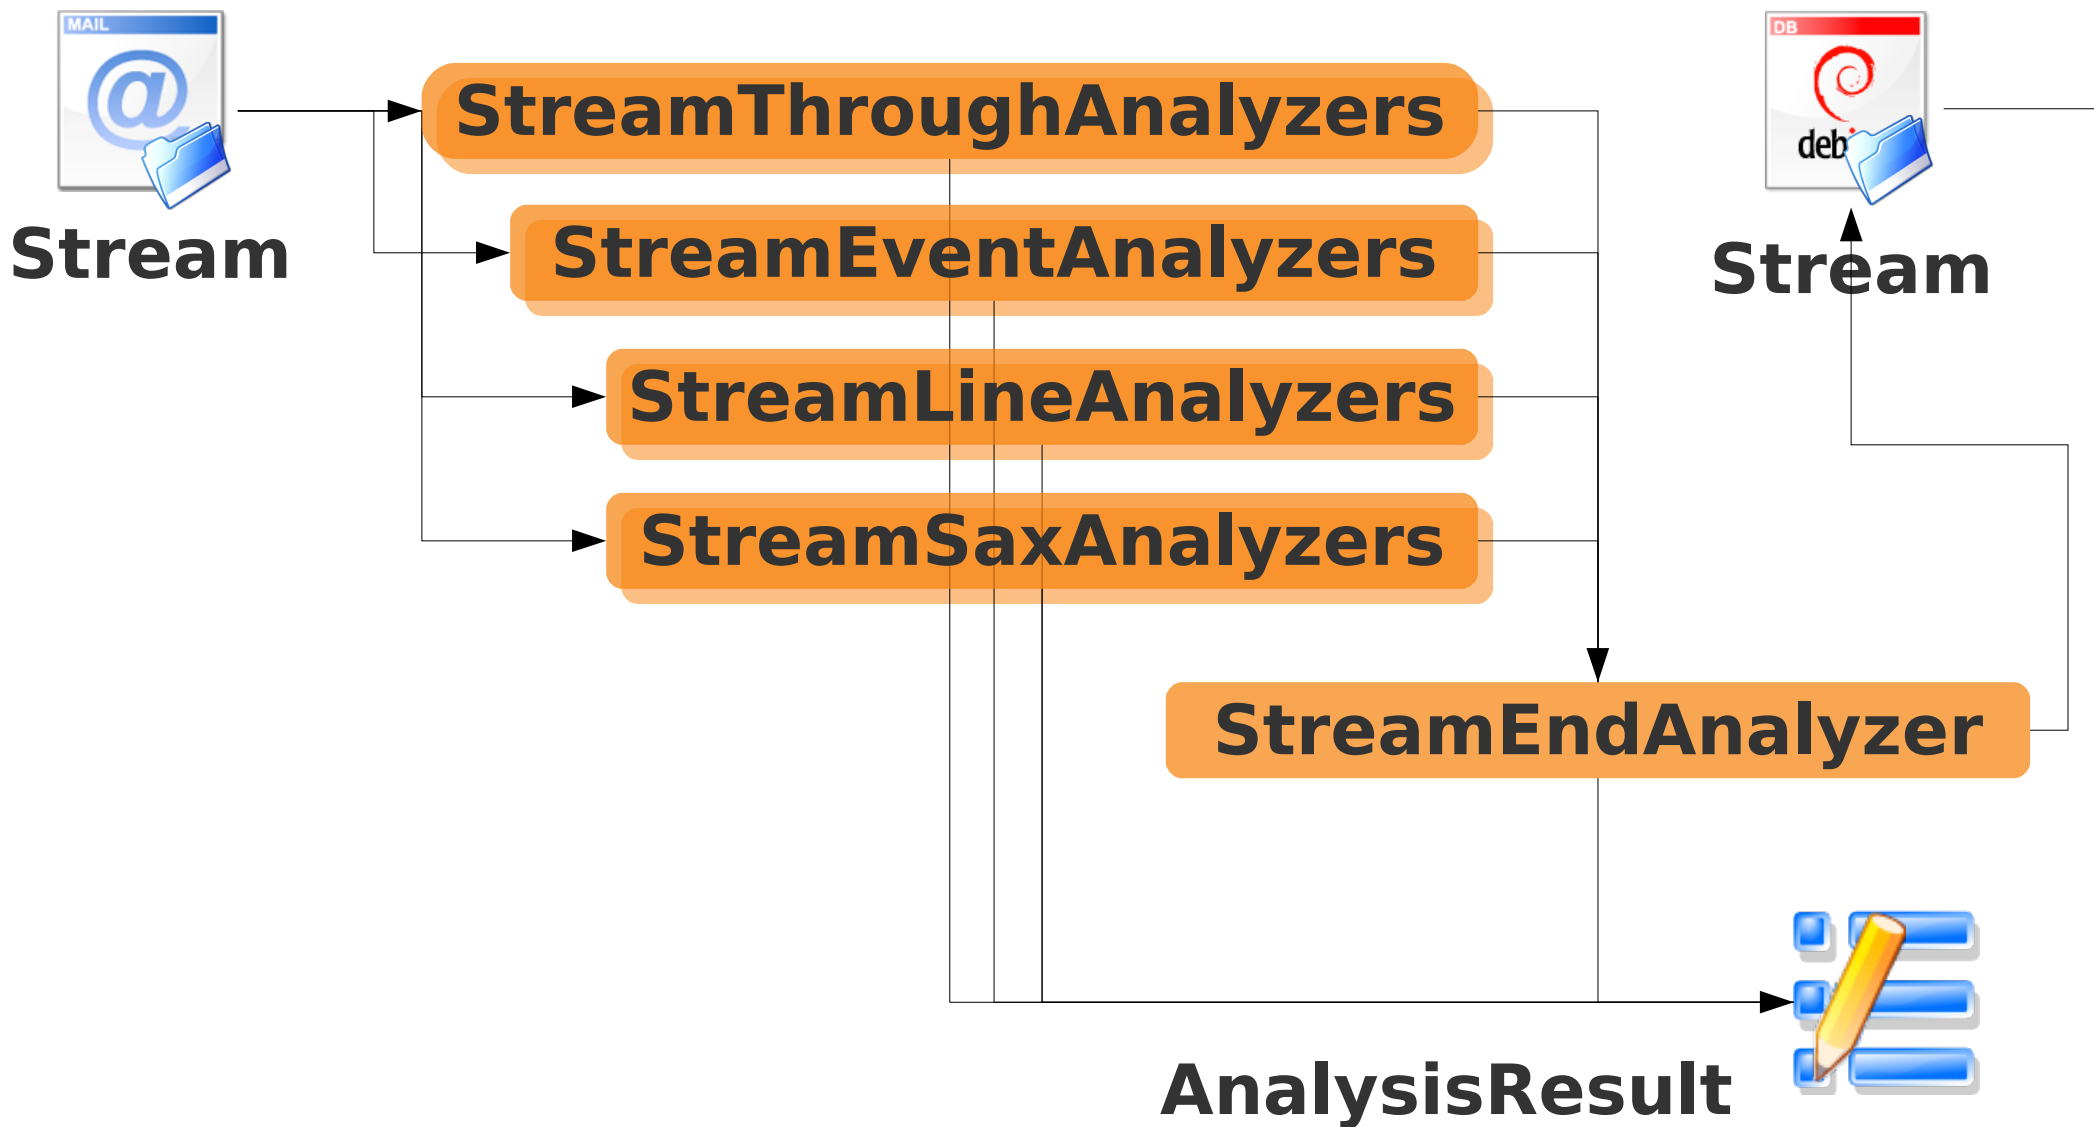 MAIL
DB
StreamThroughAnalyzers
deb
Stream
StreamEventAnalyzers
Stream
StreamLineAnalyzers
StreamSaxAnalyzers
StreamEndAnalyzer
AnalysisResult